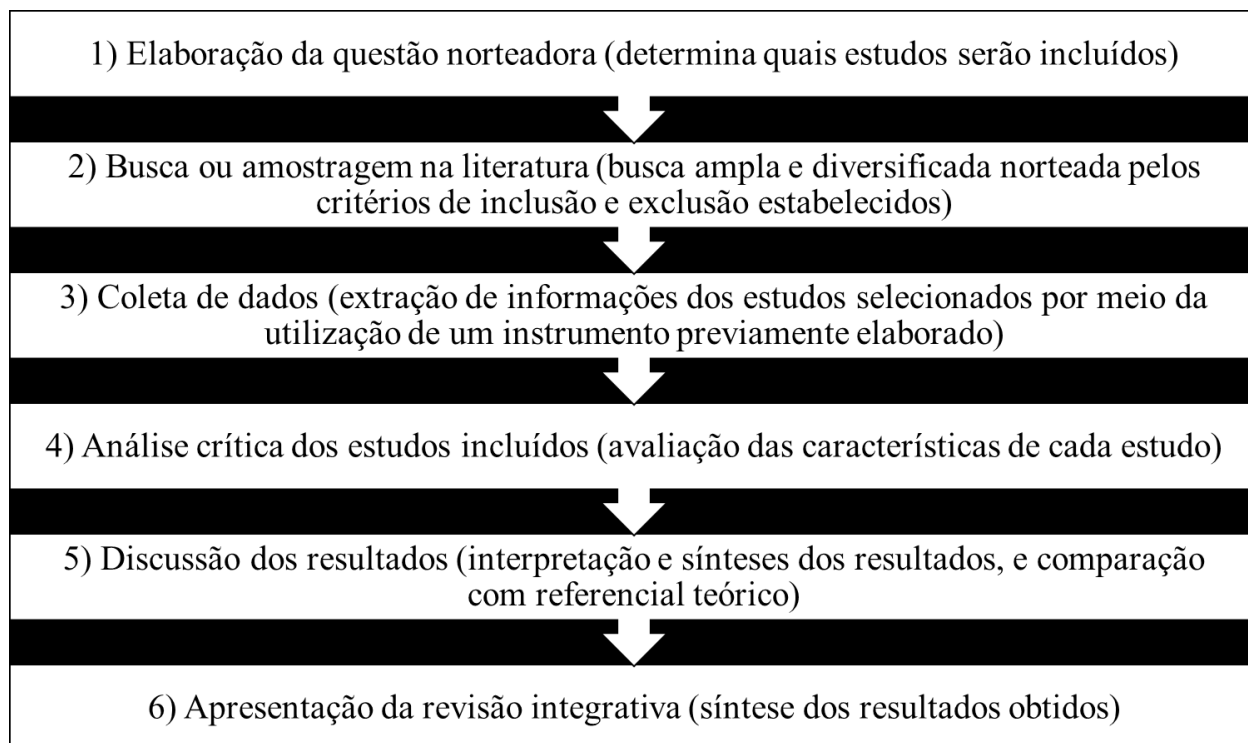 1) Elaboração da questão norteadora (determina quais estudos serão incluídos)
2) Busca ou amostragem na literatura (busca ampla e diversificada norteada pelos
critérios de inclusão e exclusão estabelecidos)
3) Coleta de dados (extração de informações dos estudos selecionados por meio da
utilização de um instrumento previamente elaborado)
4) Análise crítica dos estudos incluídos (avaliação das características de cada estudo)
5) Discussão dos resultados (interpretação e sínteses dos resultados, e comparação
com referencial teórico)
6) Apresentação da revisão integrativa (síntese dos resultados obtidos)